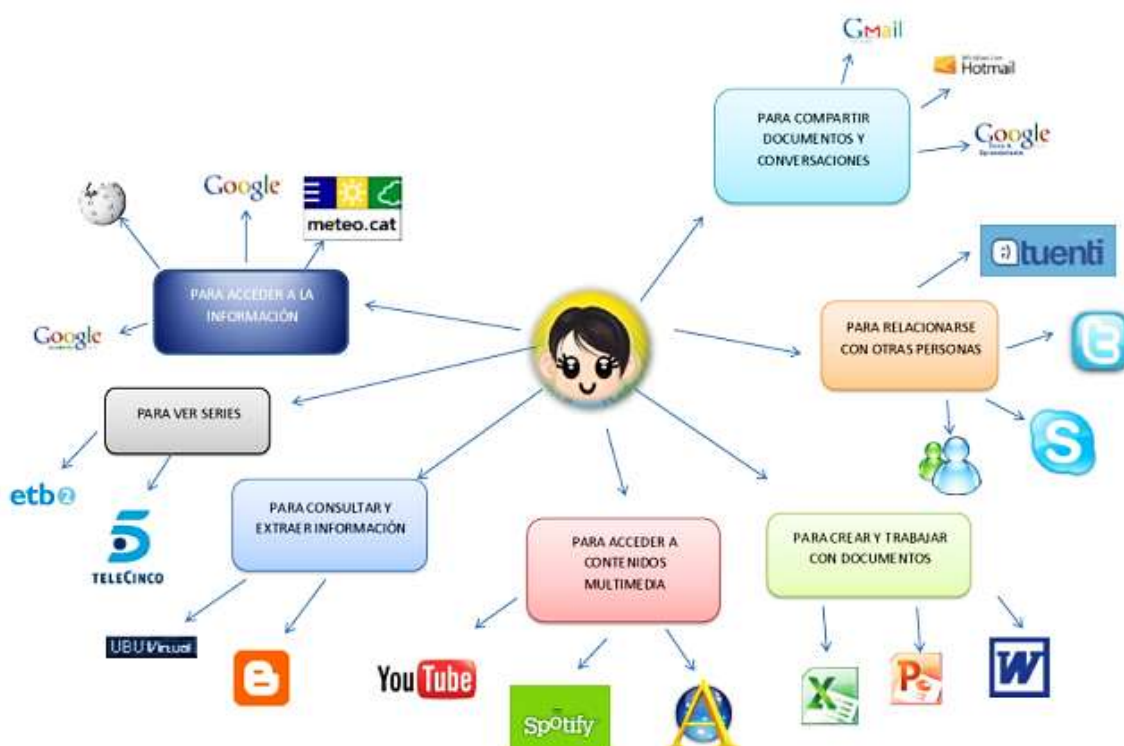 Gmail
Hotmail
PARA COMPARTIR
DOCUMENTOS Y
CONVERSACIONES
Google
Google
meteo.cat
tuenti
PARA ACCEDER A LA
INFORMACIÓN
PARA RELACIONARSE
CON OTRAS PERSONAS
Google
PARA VER SERIES
etb2
5
TELECINCO
PARA CONSULTAR Y
EXTRAER INFORMACIÓN
PARA ACCEDER A
CONTENIDOS
MULTIMEDIA
PARA CREAR Y TRABAJAR
CON DOCUMENTOS
t
S
UBUVirtual
B
YouTube
Spotify
A
X
P
W